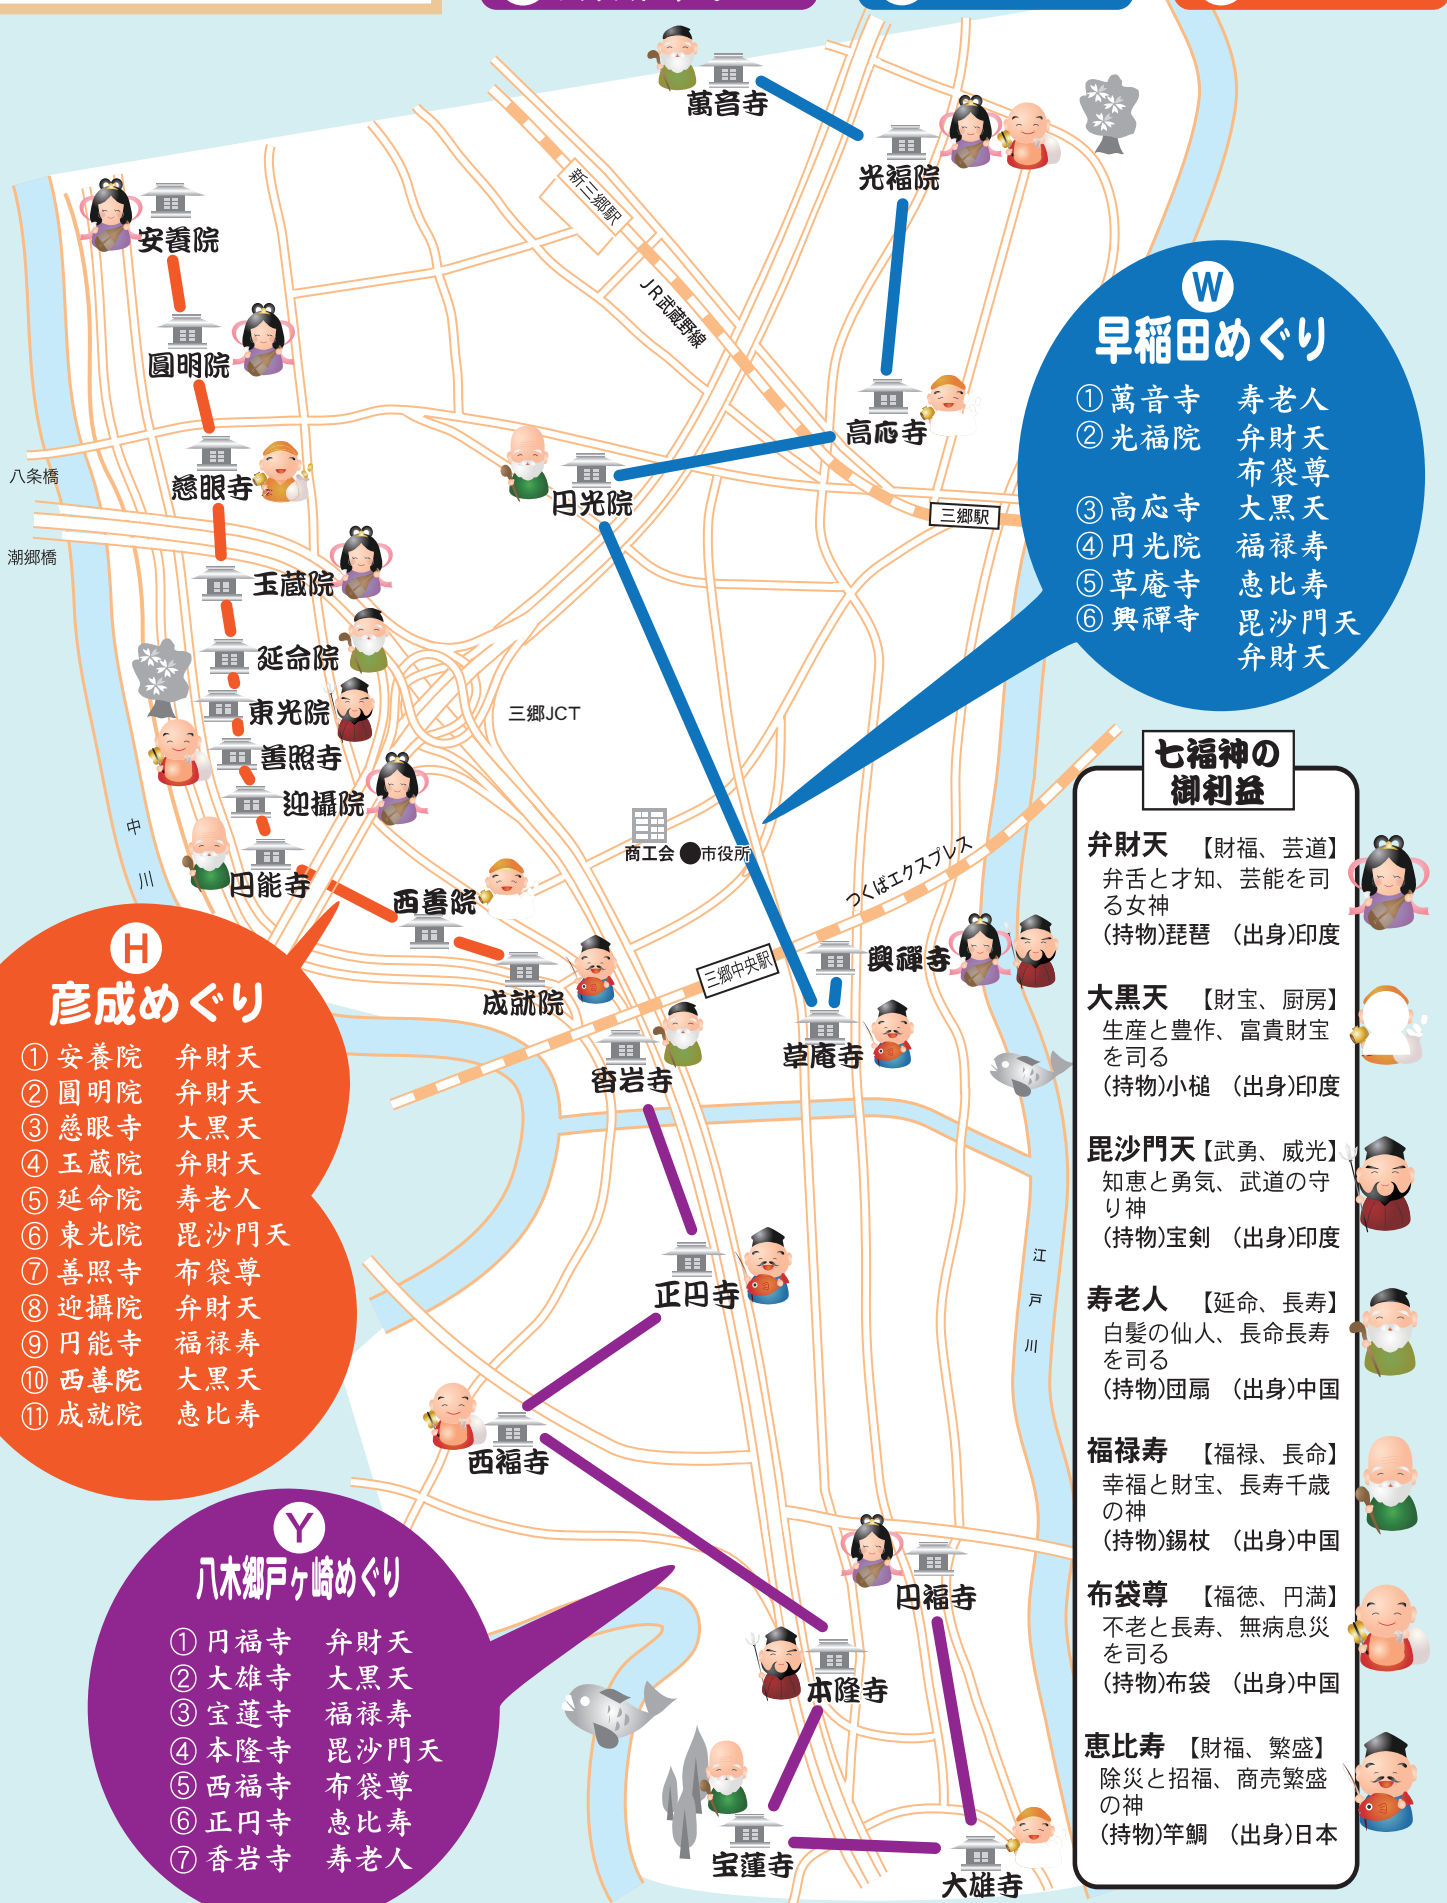 萬音寺
光福院
新三郷駅
JR武蔵野線
安養院
圓明院
慈眼寺
八条橋
潮郷橋
高応寺
円光院
三郷駅
玉蔵院
延命院
東光院
善照寺
迎攝院
円能寺
三郷JCT
中川
商工会
市役所
つくばエクスプレス
西善院
成就院
三郷中央駅
興禪寺
草庵寺
香岩寺
正円寺
江戸川
西福寺
円福寺
本隆寺
宝蓮寺
大雄寺
W
早稲田めぐり
①萬音寺 寿老人
②光福院 弁財天
布袋尊
③高応寺 大黒天
④円光院 福禄寿
⑤草庵寺 恵比寿
⑥興禪寺 毘沙門天
弁財天
H
彦成めぐり
①安養院 弁財天
②圓明院 弁財天
③慈眼寺 大黒天
④玉蔵院 弁財天
⑤延命院 寿老人
⑥東光院 毘沙門天
⑦善照寺 布袋尊
⑧迎攝院 弁財天
⑨円能寺 福禄寿
⑩西善院 大黒天
⑪成就院 恵比寿
Y
八木郷戸ヶ崎めぐり
①円福寺 弁財天
②大雄寺 大黒天
③宝蓮寺 福禄寿
④本隆寺 毘沙門天
⑤西福寺 布袋尊
⑥正円寺 恵比寿
⑦香岩寺 寿老人
七福神の
御利益
弁財天 【財福、芸道】
弁舌と才知、芸能を司
る女神
(持物)琵琶 (出身)印度
大黒天 【財宝、厨房】
生産と豊作、富貴財宝
を司る
(持物)小槌 (出身)印度
毘沙門天【武勇、威光】
知恵と勇気、武道の守
り神
(持物)宝剣 (出身)印度
寿老人 【延命、長寿】
白髪の仙人、長命長寿
を司る
(持物)団扇 (出身)中国
福禄寿 【福禄、長命】
幸福と財宝、長寿千歳
の神
(持物)錫杖 (出身)中国
布袋尊 【福徳、円満】
不老と長寿、無病息災
を司る
(持物)布袋 (出身)中国
恵比寿 【財福、繁盛】
除災と招福、商売繁盛
の神
(持物)竿鯛 (出身)日本